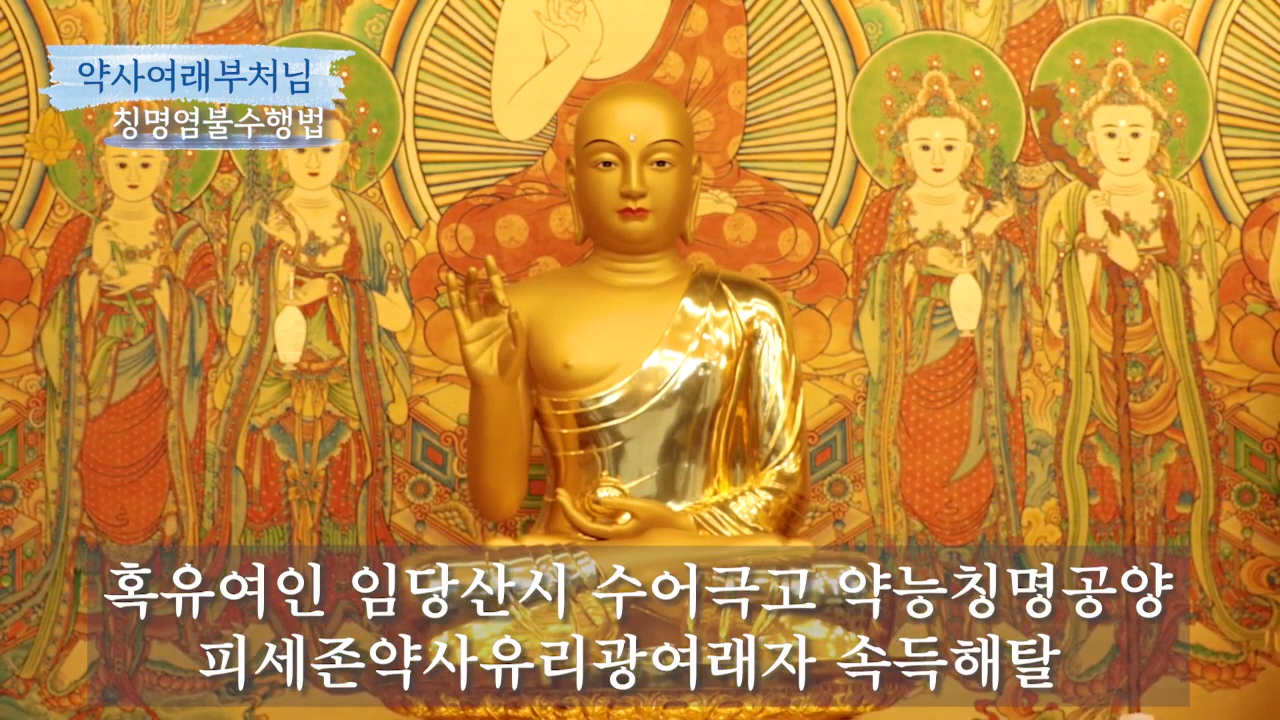 약사여래부처님
칭명염불수행법
혹유여인 임당산시 수어극고 약능칭명공양
피세존약사유리광여래자 속득해탈